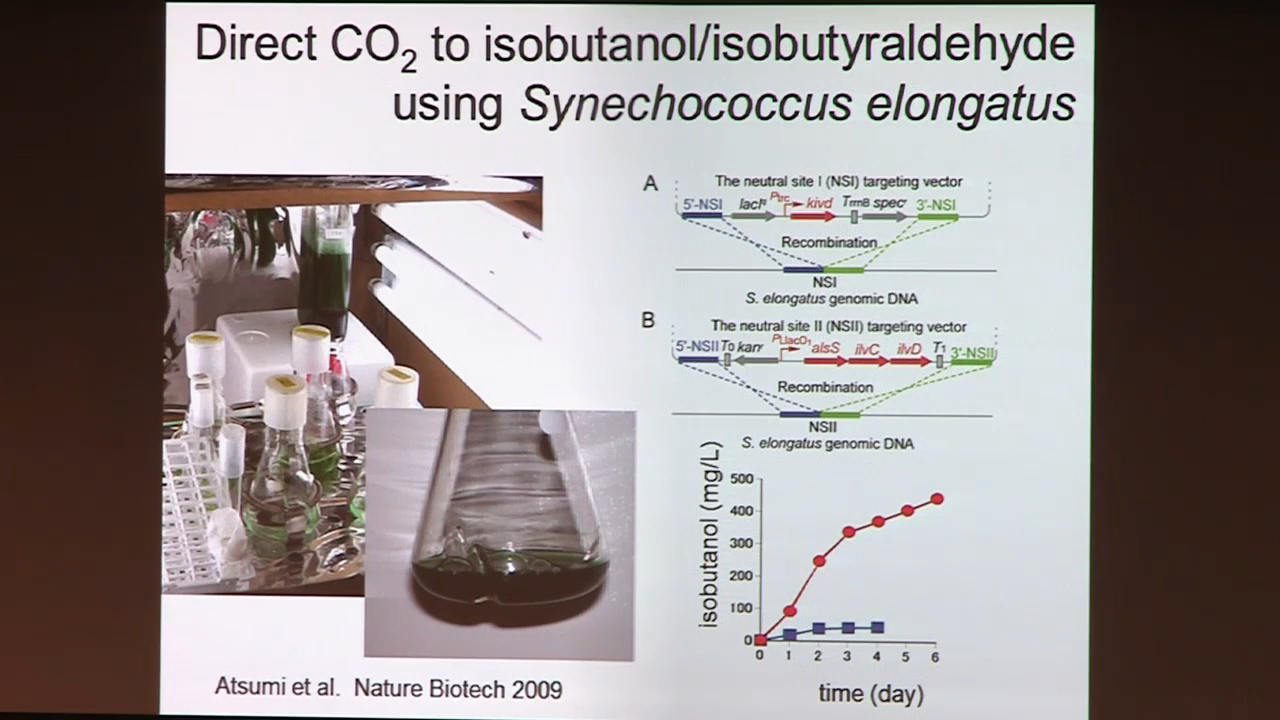 Direct CO2 to isobutanol/isobutyraldehyde
using Synechococcus elongatus
A
The neutral site I (NSI) targeting vector
5'-NSI lacIq Ptrc kivd TrrnB specr 3'-NSI
Recombination
NSI
S. elongatus genomic DNA
B
The neutral site II (NSII) targeting vector
5'-NSII T0 kanr PLlacO1 alsS ilvC ilvD T1 3'-NSII
Recombination
NSII
S. elongatus genomic DNA
isobutanol (mg/L)
500
400
300
200
100
0
0 1 2 3 4 5 6
time (day)
Atsumi et al. Nature Biotech 2009